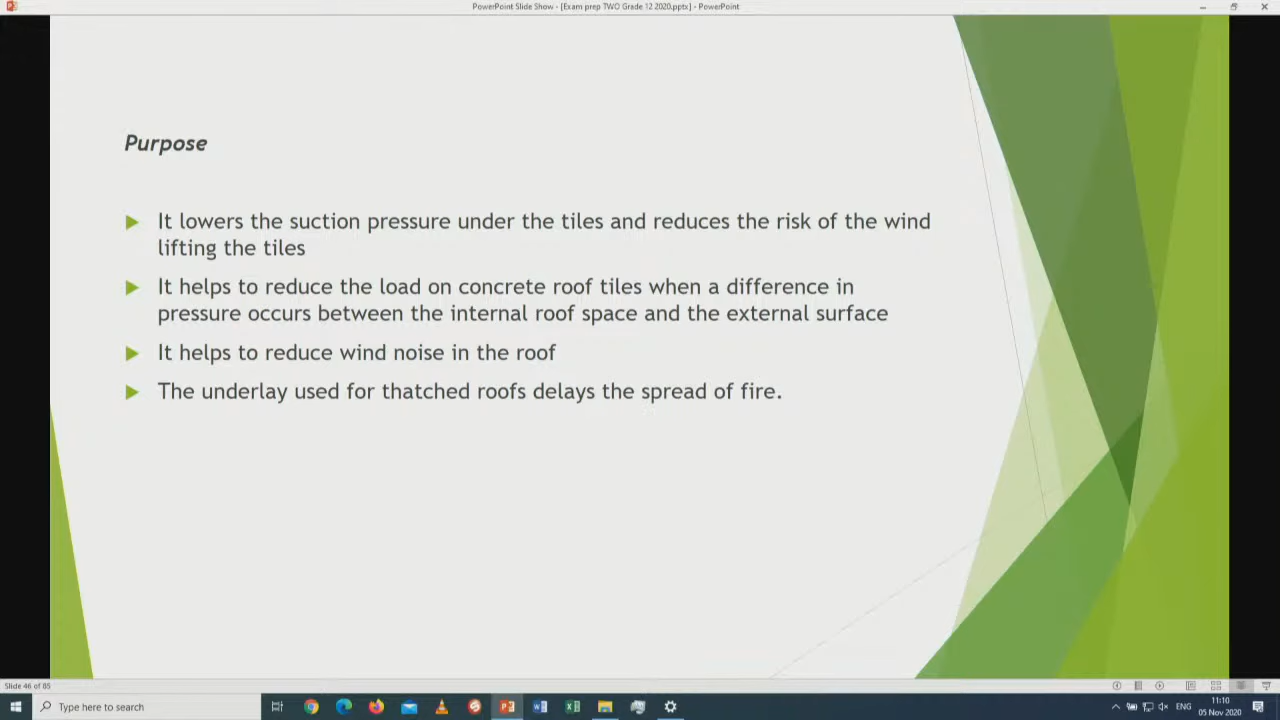 PowerPoint Slide Show - [Exam prep TWO Grade 12 2020.pptx] - PowerPoint
Purpose
It lowers the suction pressure under the tiles and reduces the risk of the wind
lifting the tiles
It helps to reduce the load on concrete roof tiles when a difference in
pressure occurs between the internal roof space and the external surface
It helps to reduce wind noise in the roof
The underlay used for thatched roofs delays the spread of fire.
Slide 46 of 85
Type here to search
ENG
11:10
05 Nov 2020